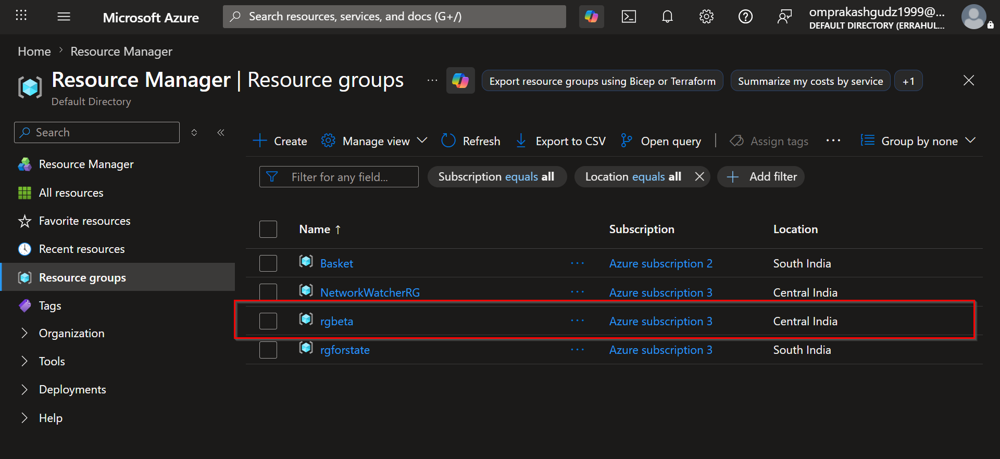 Microsoft Azure
Search resources, services, and docs (G+/)
omprakashgudz1999@...
DEFAULT DIRECTORY (ERRAHUL...
Home > Resource Manager
Resource Manager | Resource groups
...
Export resource groups using Bicep or Terraform
Summarize my costs by service
+1
Default Directory
Search
Resource Manager
All resources
Favorite resources
Recent resources
Resource groups
Tags
Organization
Tools
Deployments
Help
Create
Manage view
Refresh
Export to CSV
Open query
Assign tags
...
Group by none
Filter for any field...
Subscription equals all
Location equals all
Add filter
Name ↑ Subscription Location
Basket ... Azure subscription 2 South India
NetworkWatcherRG ... Azure subscription 3 Central India
rgbeta ... Azure subscription 3 Central India
rgforstate ... Azure subscription 3 South India